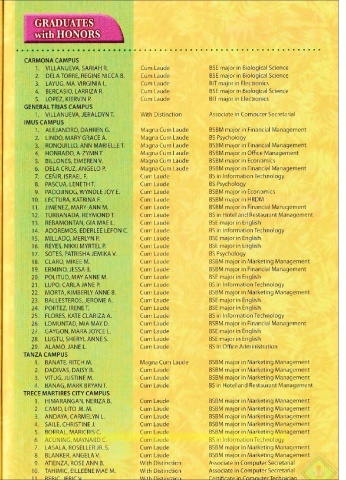 GRADUATES
with HONORS
CARMONA CAMPUS
1. VILLANUEVA, SARIAH R. Cum Laude BSE major in Biological Science
2. DELA TORRE, REGINE NICCA B. Cum Laude BSE major in Biological Science
3. LAYUG, MA. VIRGINIA L. Cum Laude BIT major in Electronics
4. BERCASIO, LARRIZA R. Cum Laude BSE major in Biological Science
5. LOPEZ, KIERVIN R. Cum Laude BIT major in Electronics
GENERAL TRIAS CAMPUS
1. VILLANUEVA, JERALDYN T. With Distinction Associate in Computer Secretarial
IMUS CAMPUS
1. ALEJANDRO, DARREN G. Magna Cum Laude BSBM major in Financial Management
2. LINDO, MARY GRACE A. Magna Cum Laude BS Psychology
3. RONQUILLO, ANN MARIELLE T. Magna Cum Laude BSBM major in Financial Management
4. HORNADO, Magna Cum Laude BSBM major in Office Management
5. BILLONES, EIMEREN V. Magna Cum Laude BSBM major in Economics
6. DELA CRUZ, ANGELO P. Magna Cum Laude BSBM major in Financial Management
7. CEÑIR, ISRAEL, F. Cum Laude BS in Information Technology
8. PASCUA, LENITH T. Cum Laude BS Psychology
9. PADERNOG, WYNDLE JOY E. Cum Laude BSBM major in Economics
10. LECTURA, KATRINA F. Cum Laude BSBM major in HRDM
11. JIMENEZ, MARY ANN M. Cum Laude BSBM major in Financial Management
12. TURBANADA, REYMOND T. Cum Laude BS in Hotel and Restaurant Management
13. REBAMONTAN, GIA MAE L. Cum Laude BSE major in English
14. ADOREMOS, EDERLE LEFON C. Cum Laude BS in Information Technology
15. MILLADO, MERLYN R. Cum Laude BSE major in English
16. REYES, NIKKI MYRTEL P. Cum Laude BSE major in English
17. SOTES, PATRISHA JEMIKA V. Cum Laude BS Psychology
18. CLARO, MIKEE M. Cum Laude BSBM major in Marketing Management
19. ERMINO, JESSA B. Cum Laude BSBM major in Financial Management
20. POLITUD, MAY ANNE M. Cum Laude BSE major in English
21. LUPO, CARLA JANE P. Cum Laude BS in Information Technology
22. MORTA, KIMBERLY ANNE B. Cum Laude BSBM major in Marketing Management
23. BALLESTEROS, JEROME A. Cum Laude BSE major in English
24. PORTEZ, IRENE T. Cum Laude BSE major in English
25. FLORES, KATE CLARIZA A. Cum Laude BS in Information Technology
26. LOMUNTAD, MIA MAY D. Cum Laude BSBM major in Financial Management
27. GAYGON, MARA JOYCE L. Cum Laude BSE major in English
28. LUGTU, SHERYL ANNE S. Cum Laude BSE major in English
29. ALAMO, JANE L. Cum Laude BS in Office Administration
TANZA CAMPUS
1. BANATE, RITCH M. Magna Cum Laude BSBM major in Marketing Management
2. DADIVAS, DAISY B. Cum Laude BSBM major in Marketing Management
3. VITUG, JUSTINE M. Cum Laude BSBM major in Marketing Management
4. BANAG, MARK BRYAN T. Cum Laude BS in Hotel and Restaurant Management
TRECE MARTIRES CITY CAMPUS
1. HIMARANGAN, NERIZA B. Cum Laude BSBM major in Marketing Management
2. CAMO, LITO JR. M. Cum Laude BSBM major in Marketing Management
3. ANDAYA, CARMELYN L. Cum Laude BSBM major in Marketing Management
4. SALLE, CHRISTINE J. Cum Laude BSBM major in Marketing Management
5. BORRAL, MARICRIS C. Cum Laude BSBM major in Marketing Management
6. ACUNING, MAYNARD C. Cum Laude BS in Information Technology
7. LASALA, ROSELLER JR. S. Cum Laude BSBM major in Marketing Management
8. BLANKER, ANGELA V. Cum Laude BSBM major in Marketing Management
9. ATIENZA, ROSE ANN B. With Distinction Associate in Computer Secretarial
10. EILLEENE MAE M. With Distinction Associate in Computer Secretarial
11. With Distinction Certificate in Computer Technician